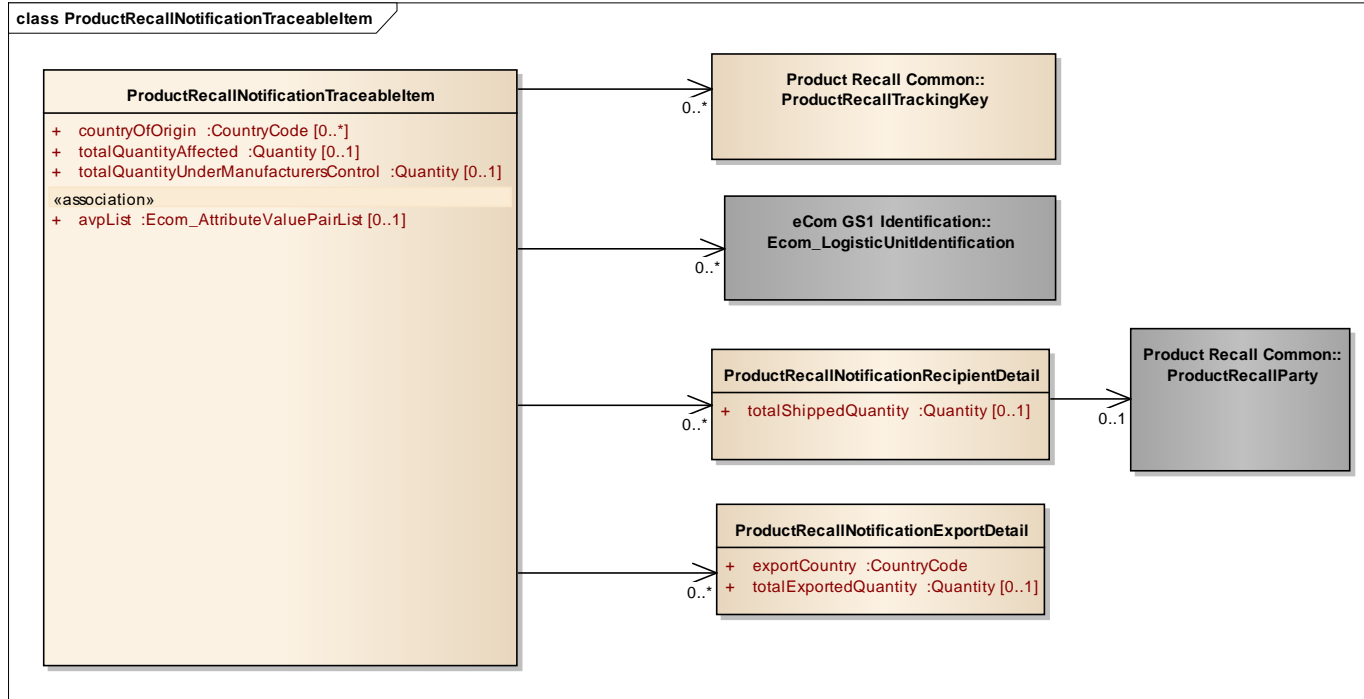 class ProductRecallNotificationTraceableItem
ProductRecallNotificationTraceableItem
+ countryOfOrigin :CountryCode [0..*]
+ totalQuantityAffected :Quantity [0..1]
+ totalQuantityUnderManufacturersControl :Quantity [0..1]
«association»
+ avpList :Ecom_AttributeValuePairList [0..1]
0..*
Product Recall Common::
ProductRecallTrackingKey
0..*
eCom GS1 Identification::
Ecom_LogisticUnitIdentification
0..*
ProductRecallNotificationRecipientDetail
+ totalShippedQuantity :Quantity [0..1]
0..1
Product Recall Common::
ProductRecallParty
0..*
ProductRecallNotificationExportDetail
+ exportCountry :CountryCode
+ totalExportedQuantity :Quantity [0..1]